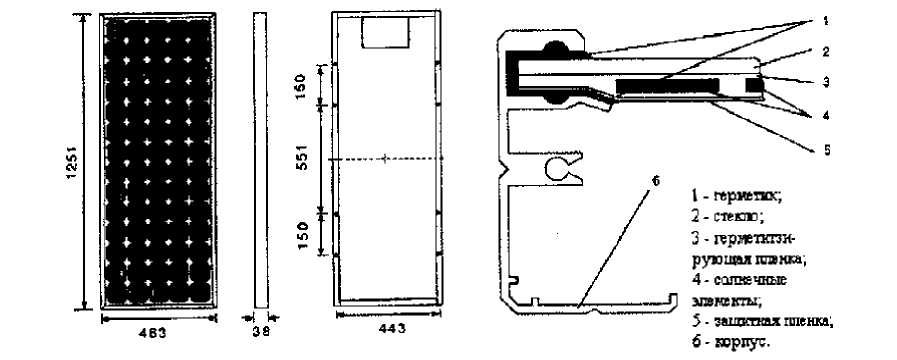 1251
463
38
150
551
150
443
1
2
3
4
5
6
1 - герметик;
2 - стекло;
3 - герметизи-
рующая пленка;
4 - солнечные
элементы;
5 - защитная пленка;
6 - корпус.